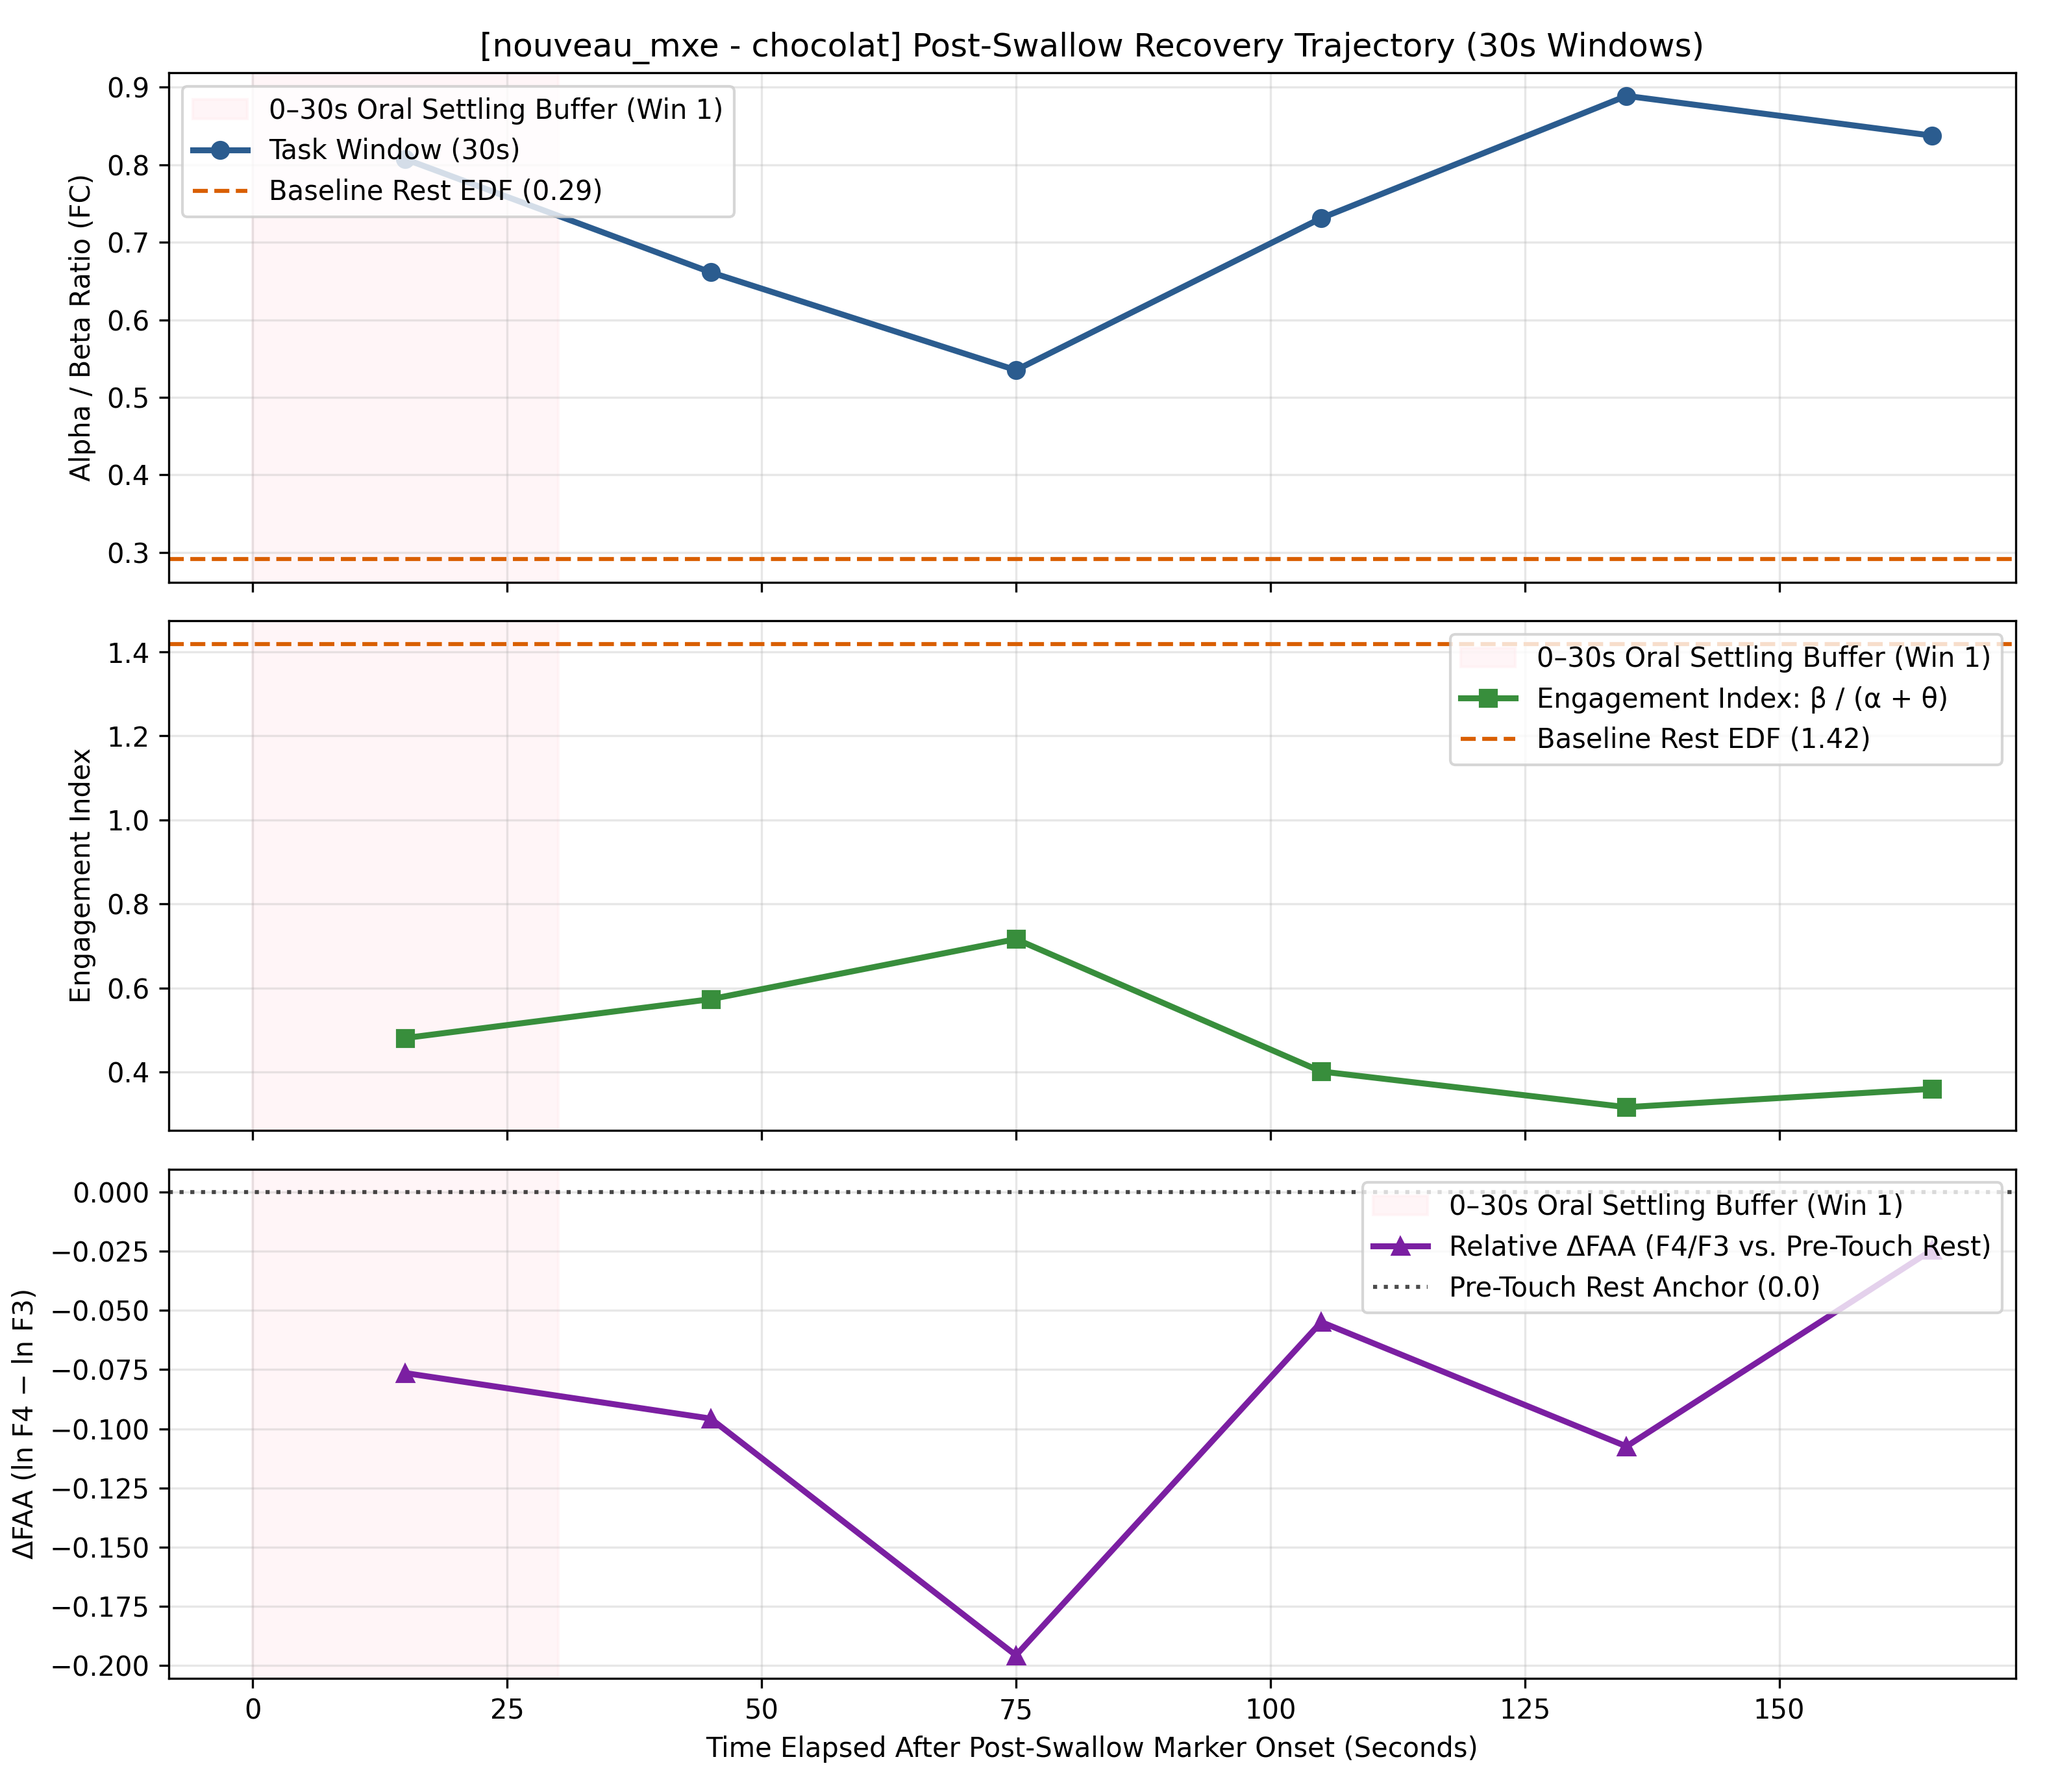 [nouveau_mxe - chocolat] Post-Swallow Recovery Trajectory (30s Windows)
Alpha / Beta Ratio (FC)
0.9
0.8
0.7
0.6
0.5
0.4
0.3
0–30s Oral Settling Buffer (Win 1)
Task Window (30s)
Baseline Rest EDF (0.29)
Engagement Index
1.4
1.2
1.0
0.8
0.6
0.4
0–30s Oral Settling Buffer (Win 1)
Engagement Index: β / (α + θ)
Baseline Rest EDF (1.42)
ΔFAA (ln F4 − ln F3)
0.000
−0.025
−0.050
−0.075
−0.100
−0.125
−0.150
−0.175
−0.200
0–30s Oral Settling Buffer (Win 1)
Relative ΔFAA (F4/F3 vs. Pre-Touch Rest)
Pre-Touch Rest Anchor (0.0)
0 25 50 75 100 125 150
Time Elapsed After Post-Swallow Marker Onset (Seconds)